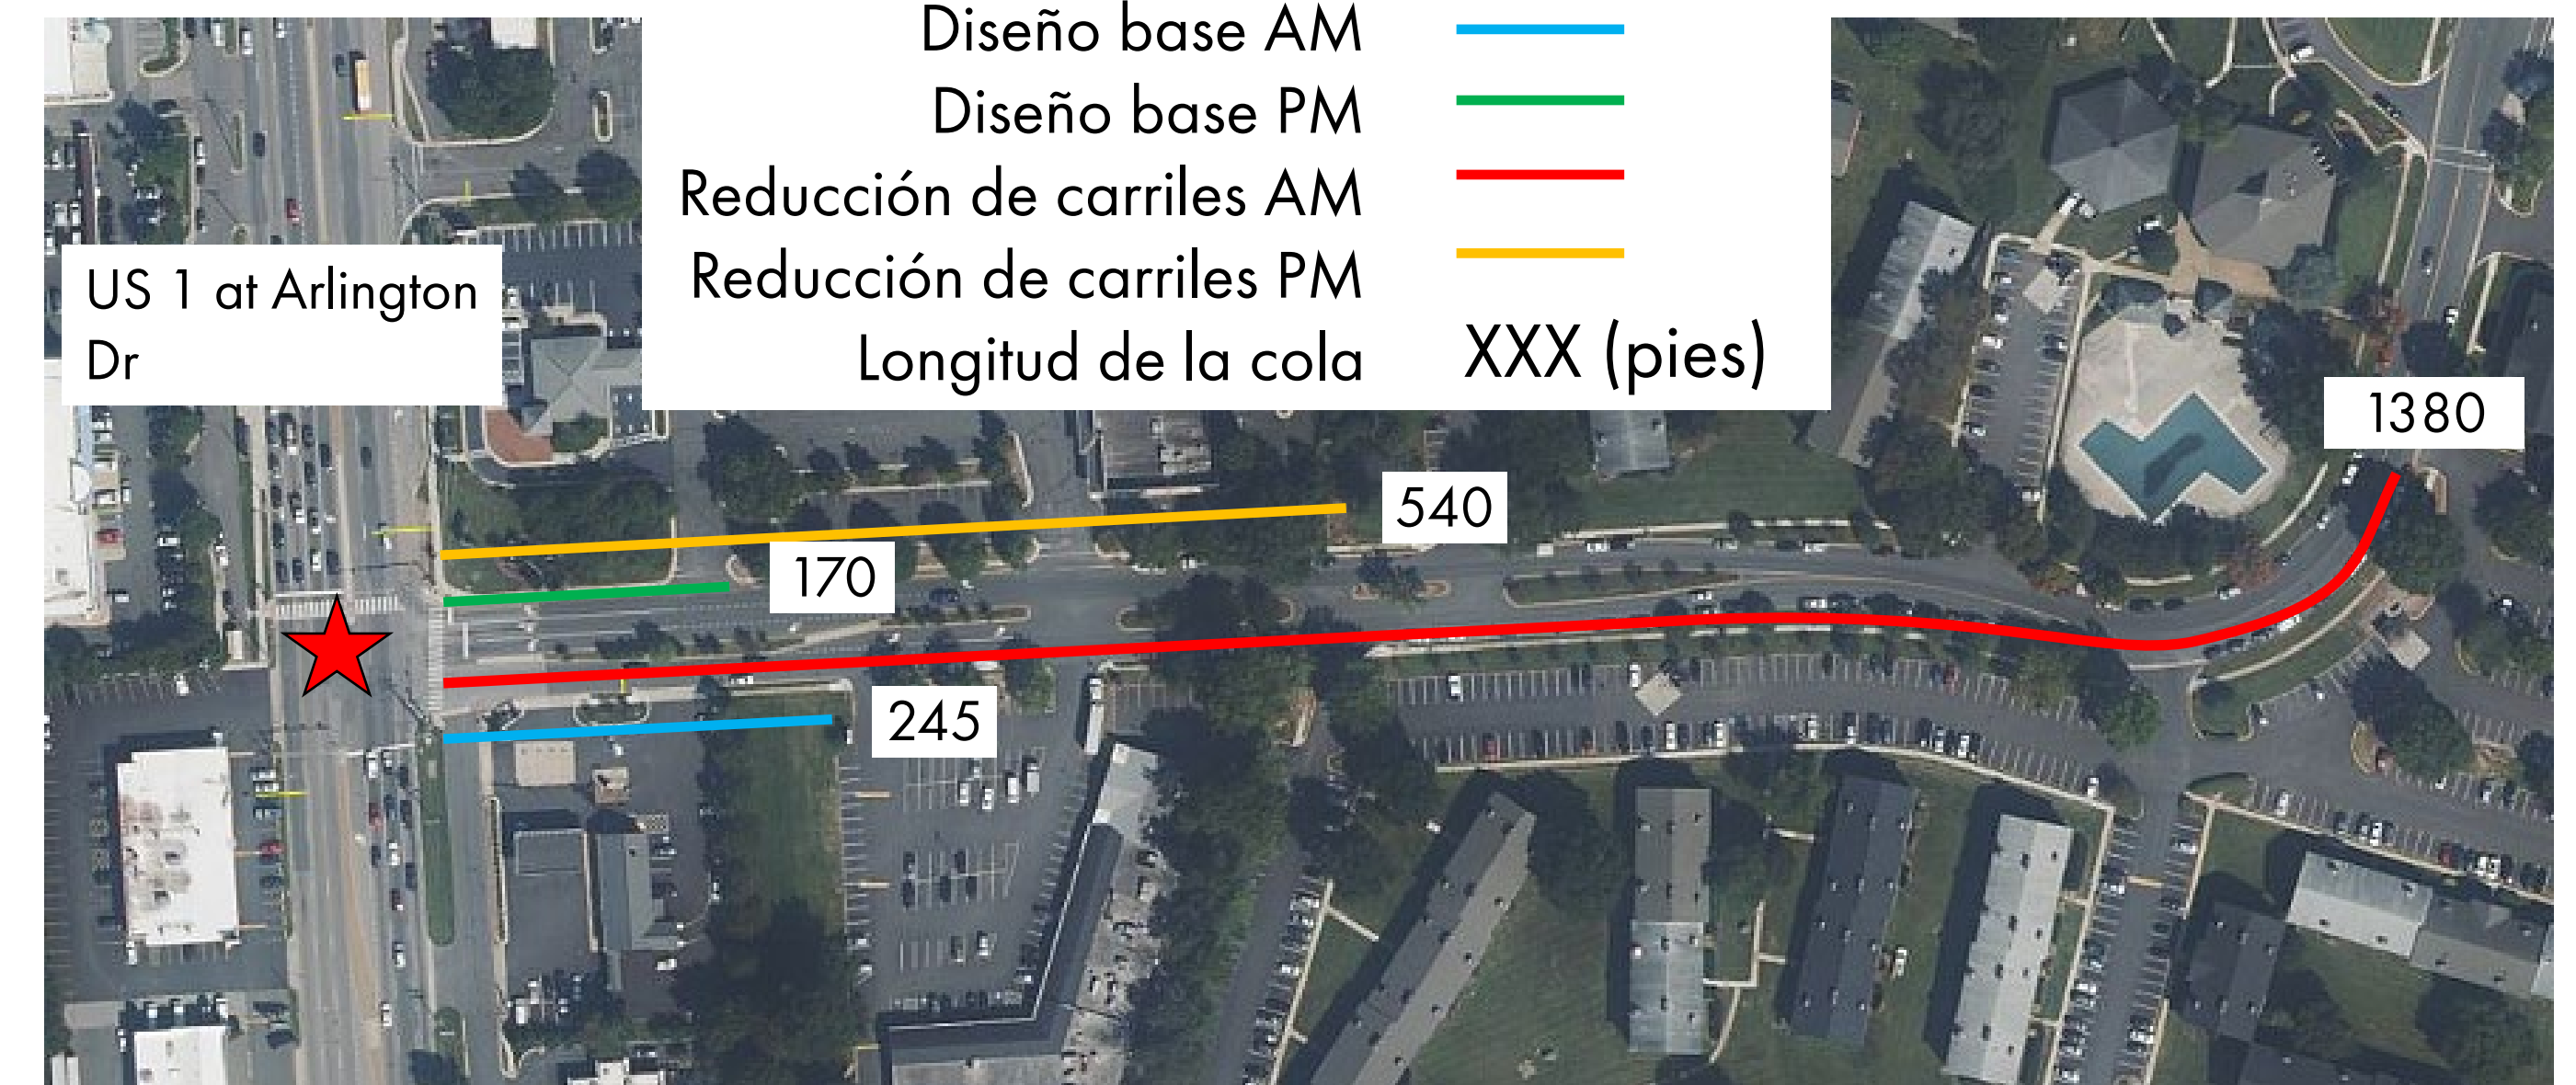 Diseño base AM
Diseño base PM
Reducción de carriles AM
Reducción de carriles PM
Longitud de la cola XXX (pies)
US 1 at Arlington
Dr
1380
540
170
245